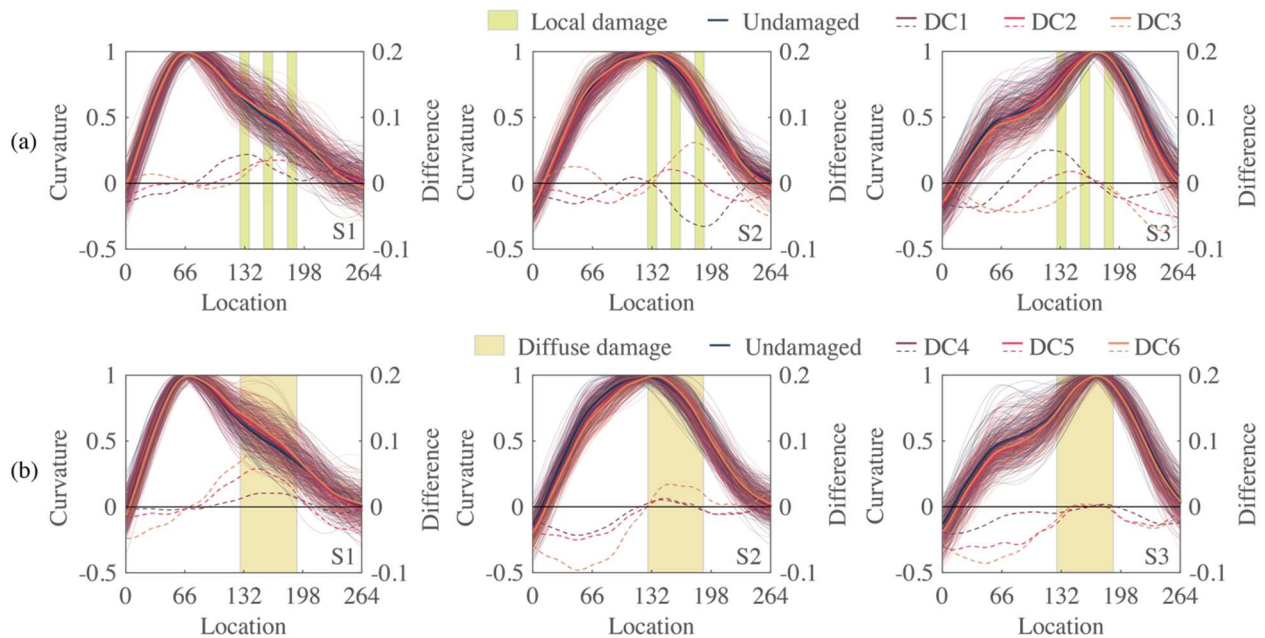 Local damage Undamaged DC1 DC2 DC3
(a)
1 0.5 0 -0.5
Curvature
0.2 0.1 0 -0.1
Difference
S1
0 66 132 198 264
Location
1 0.5 0 -0.5
Curvature
0.2 0.1 0 -0.1
Difference
S2
0 66 132 198 264
Location
1 0.5 0 -0.5
Curvature
0.2 0.1 0 -0.1
Difference
S3
0 66 132 198 264
Location
Diffuse damage Undamaged DC4 DC5 DC6
(b)
1 0.5 0 -0.5
Curvature
0.2 0.1 0 -0.1
Difference
S1
0 66 132 198 264
Location
1 0.5 0 -0.5
Curvature
0.2 0.1 0 -0.1
Difference
S2
0 66 132 198 264
Location
1 0.5 0 -0.5
Curvature
0.2 0.1 0 -0.1
Difference
S3
0 66 132 198 264
Location